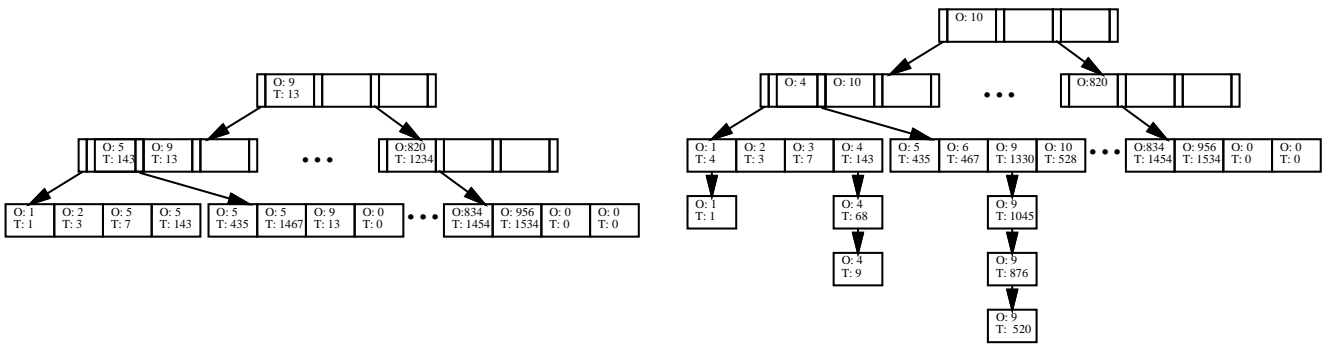 O: 10
O: 9
T: 13
O: 4
O: 10
O:820
O: 5
T: 143
O: 9
T: 13
O:820
T: 1234
O: 1
T: 4
O: 2
T: 3
O: 3
T: 7
O: 4
T: 143
O: 5
T: 435
O: 6
T: 467
O: 9
T: 1330
O: 10
T: 528
O:834
T: 1454
O: 956
T: 1534
O: 0
T: 0
O: 0
T: 0
O: 1
T: 1
O: 2
T: 3
O: 5
T: 7
O: 5
T: 143
O: 5
T: 435
O: 5
T: 1467
O: 9
T: 13
O: 0
T: 0
O:834
T: 1454
O: 956
T: 1534
O: 0
T: 0
O: 0
T: 0
O: 1
T: 1
O: 4
T: 68
O: 9
T: 1045
O: 4
T: 9
O: 9
T: 876
O: 9
T: 520